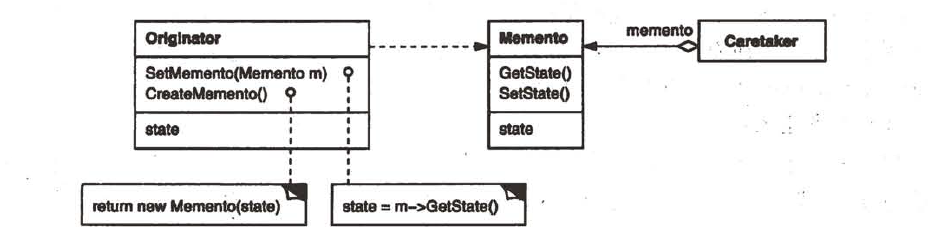 Originator
SetMemento(Memento m)
CreateMemento()
state
Memento
GetState()
SetState()
state
memento
Caretaker
return new Memento(state)
state = m->GetState()